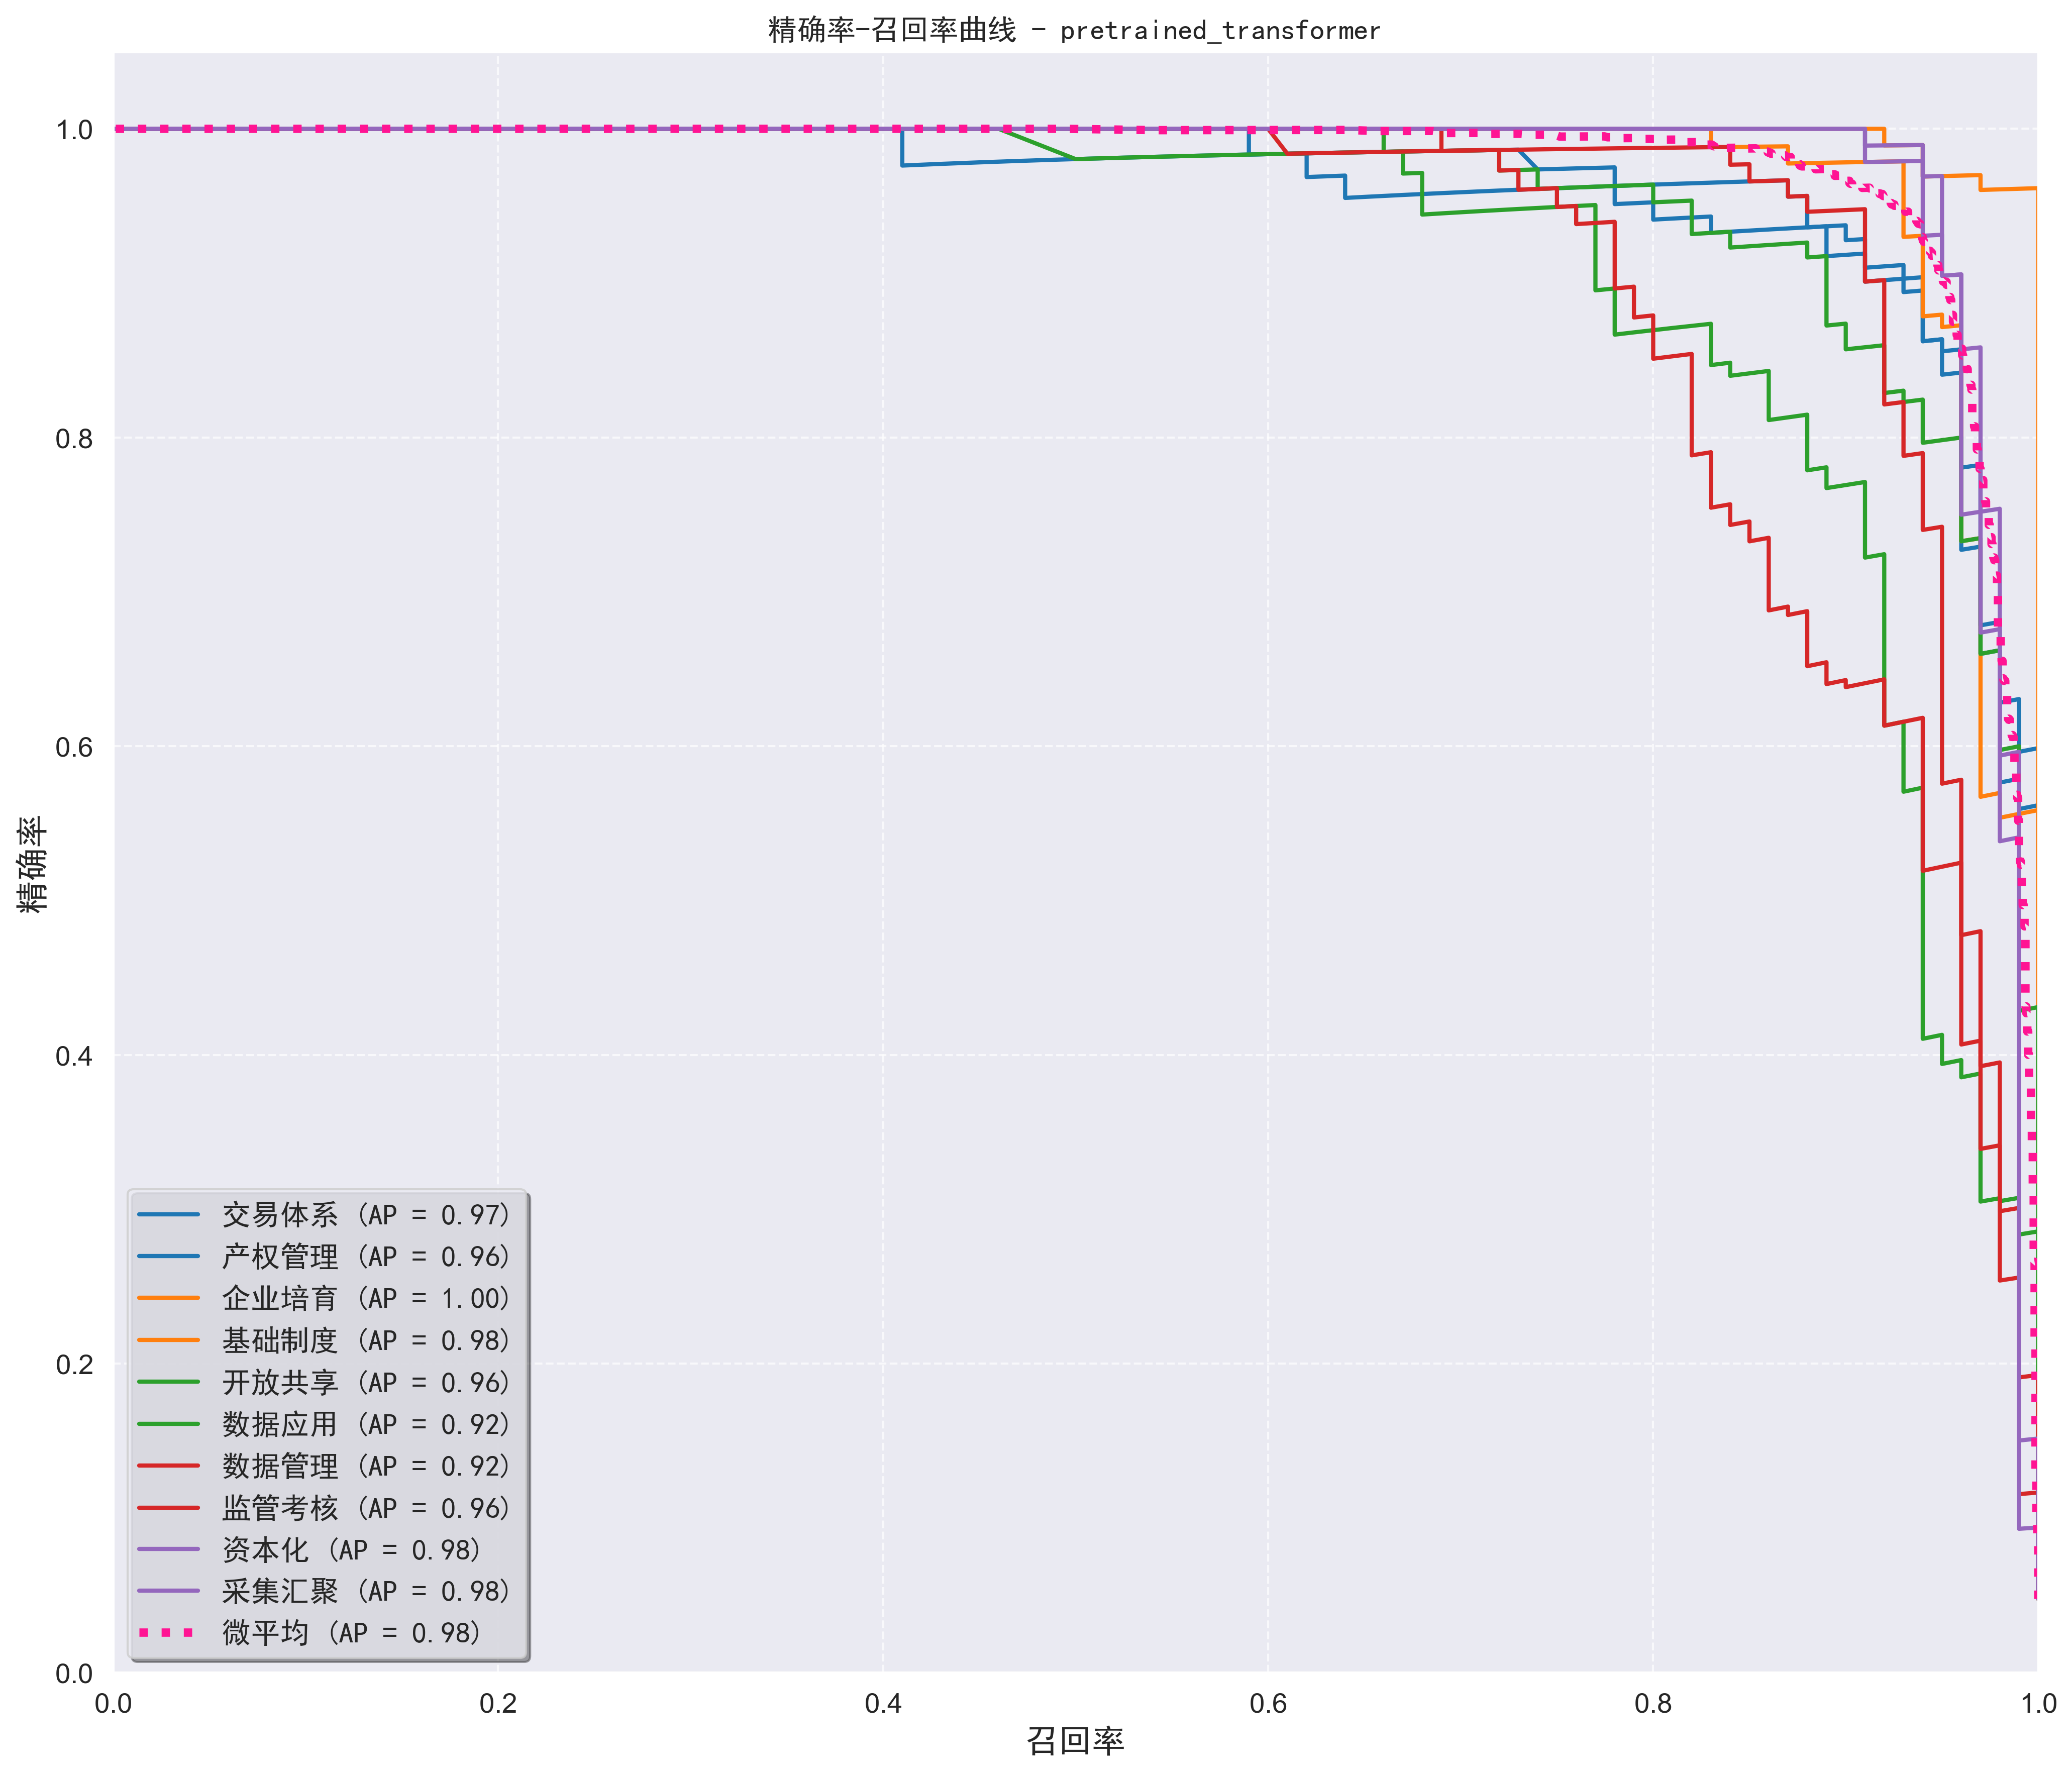 精确率-召回率曲线 - pretrained_transformer
1.0
0.8
0.6
精确率
0.4
0.2
0.0
交易体系 (AP = 0.97)
产权管理 (AP = 0.96)
企业培育 (AP = 1.00)
基础制度 (AP = 0.98)
开放共享 (AP = 0.96)
数据应用 (AP = 0.92)
数据管理 (AP = 0.92)
监管考核 (AP = 0.96)
资本化 (AP = 0.98)
采集汇聚 (AP = 0.98)
微平均 (AP = 0.98)
0.0 0.2 0.4 0.6 0.8 1.0
召回率